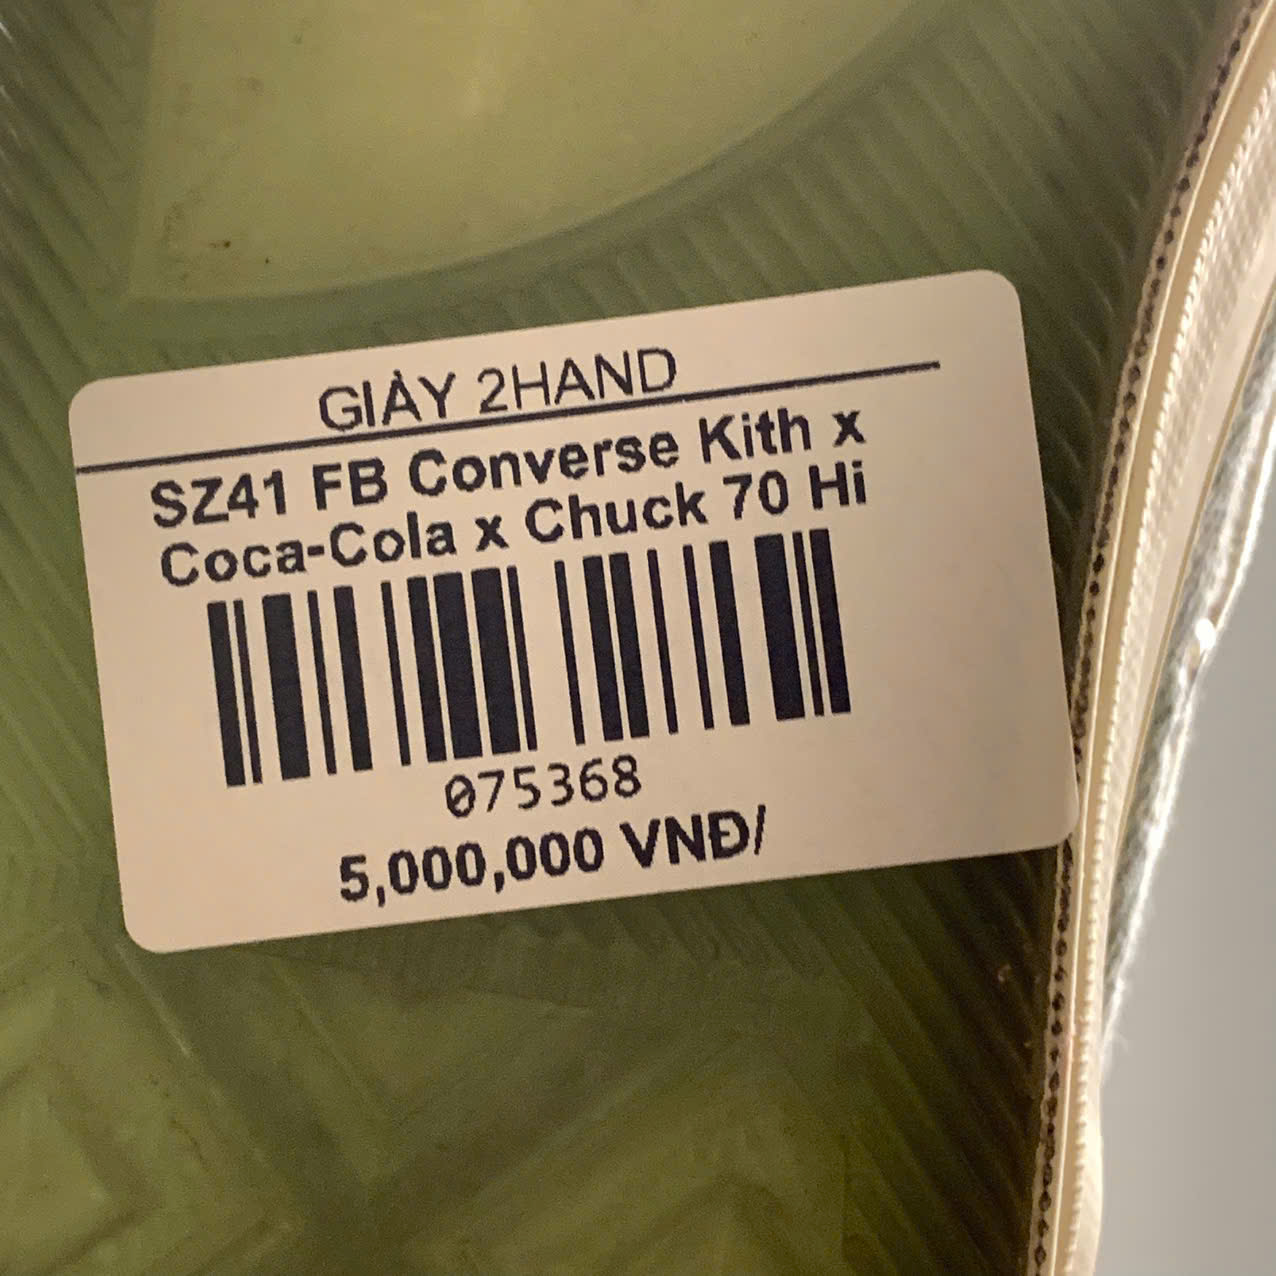 GIÀY 2HAND
SZ41 FB Converse Kith x
Coca-Cola x Chuck 70 Hi
075368
5,000,000 VNĐ/